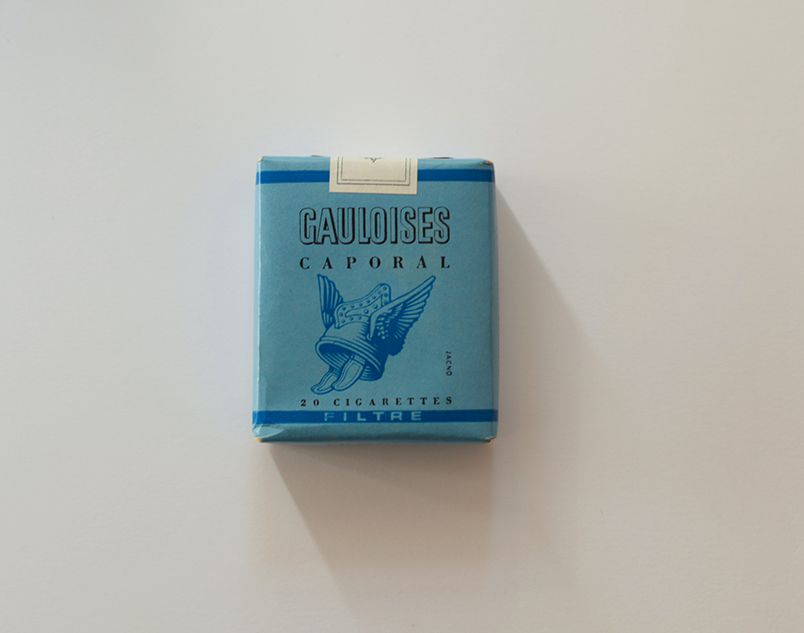 GAULOISES
CAPORAL
JACNO
20 CIGARETTES
FILTRE